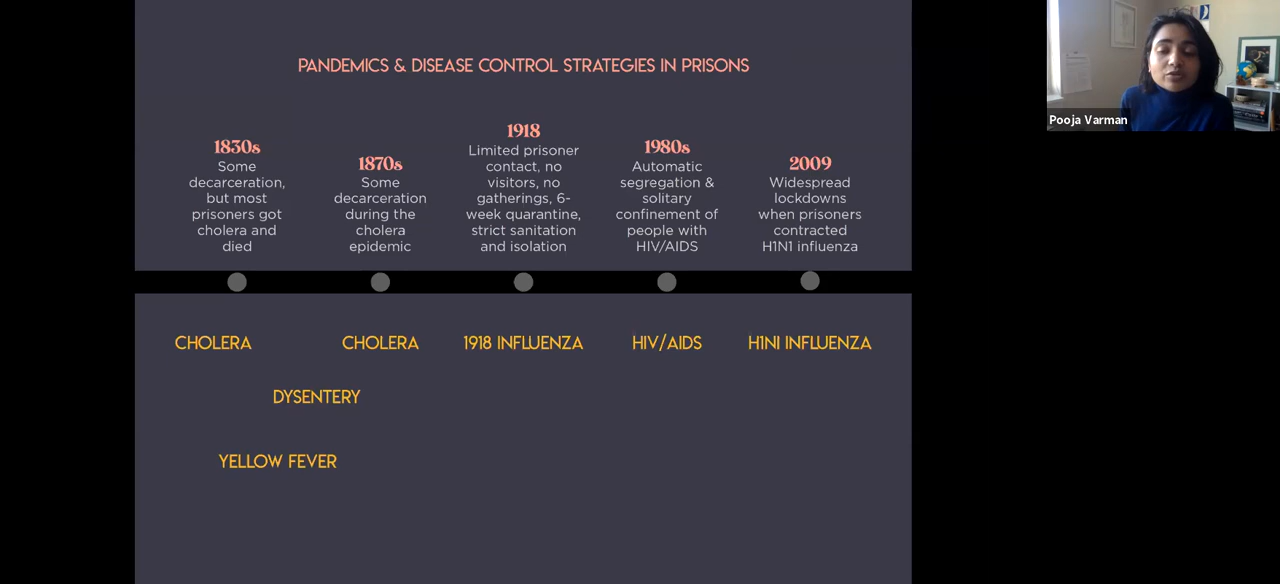 PANDEMICS & DISEASE CONTROL STRATEGIES IN PRISONS
1830s
Some
decarceration,
but most
prisoners got
cholera and
died
1870s
Some
decarceration
during the
cholera
epidemic
1918
Limited prisoner
contact, no
visitors, no
gatherings, 6-
week quarantine,
strict sanitation
and isolation
1980s
Automatic
segregation &
solitary
confinement of
people with
HIV/AIDS
2009
Widespread
lockdowns
when prisoners
contracted
H1N1 influenza
CHOLERA
CHOLERA
1918 INFLUENZA
HIV/AIDS
H1N1 INFLUENZA
DYSENTERY
YELLOW FEVER
Pooja Varman